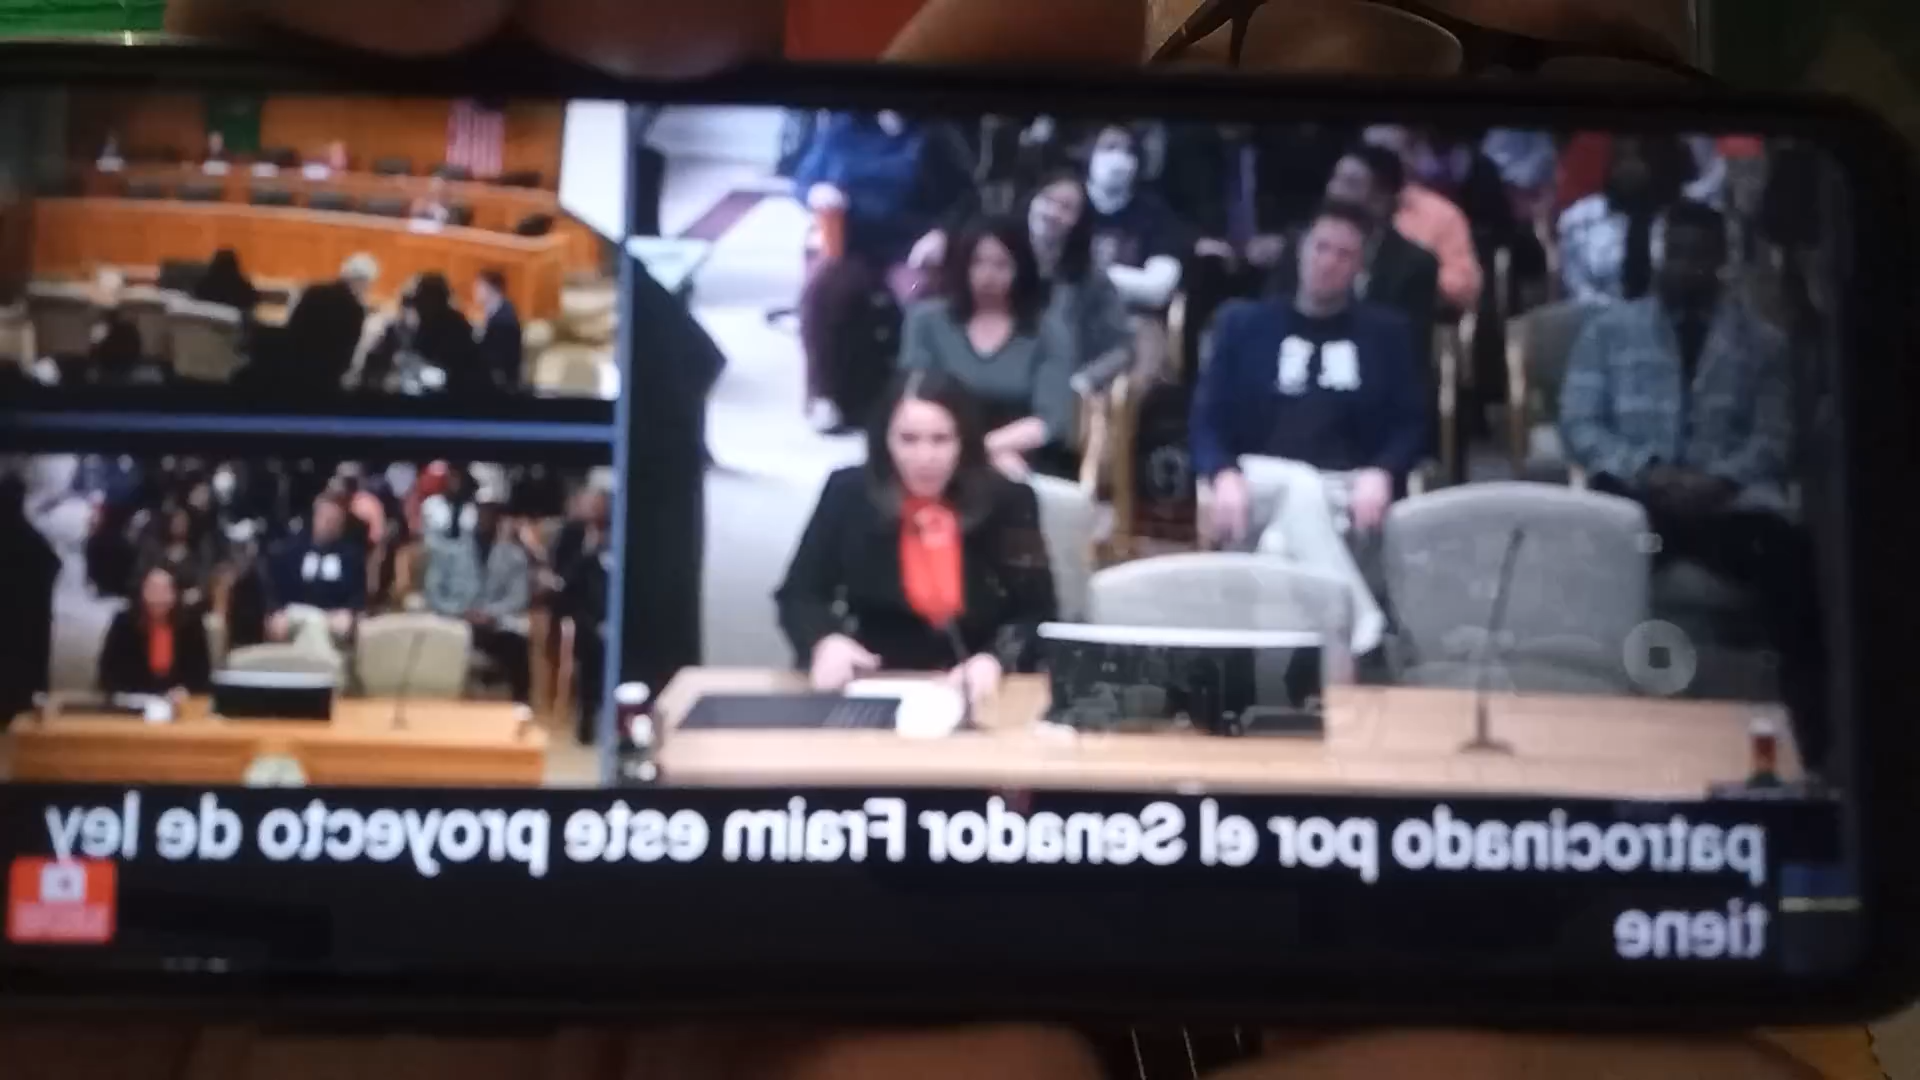 patrocinado por el Senador Fraim este proyecto de ley
tiene